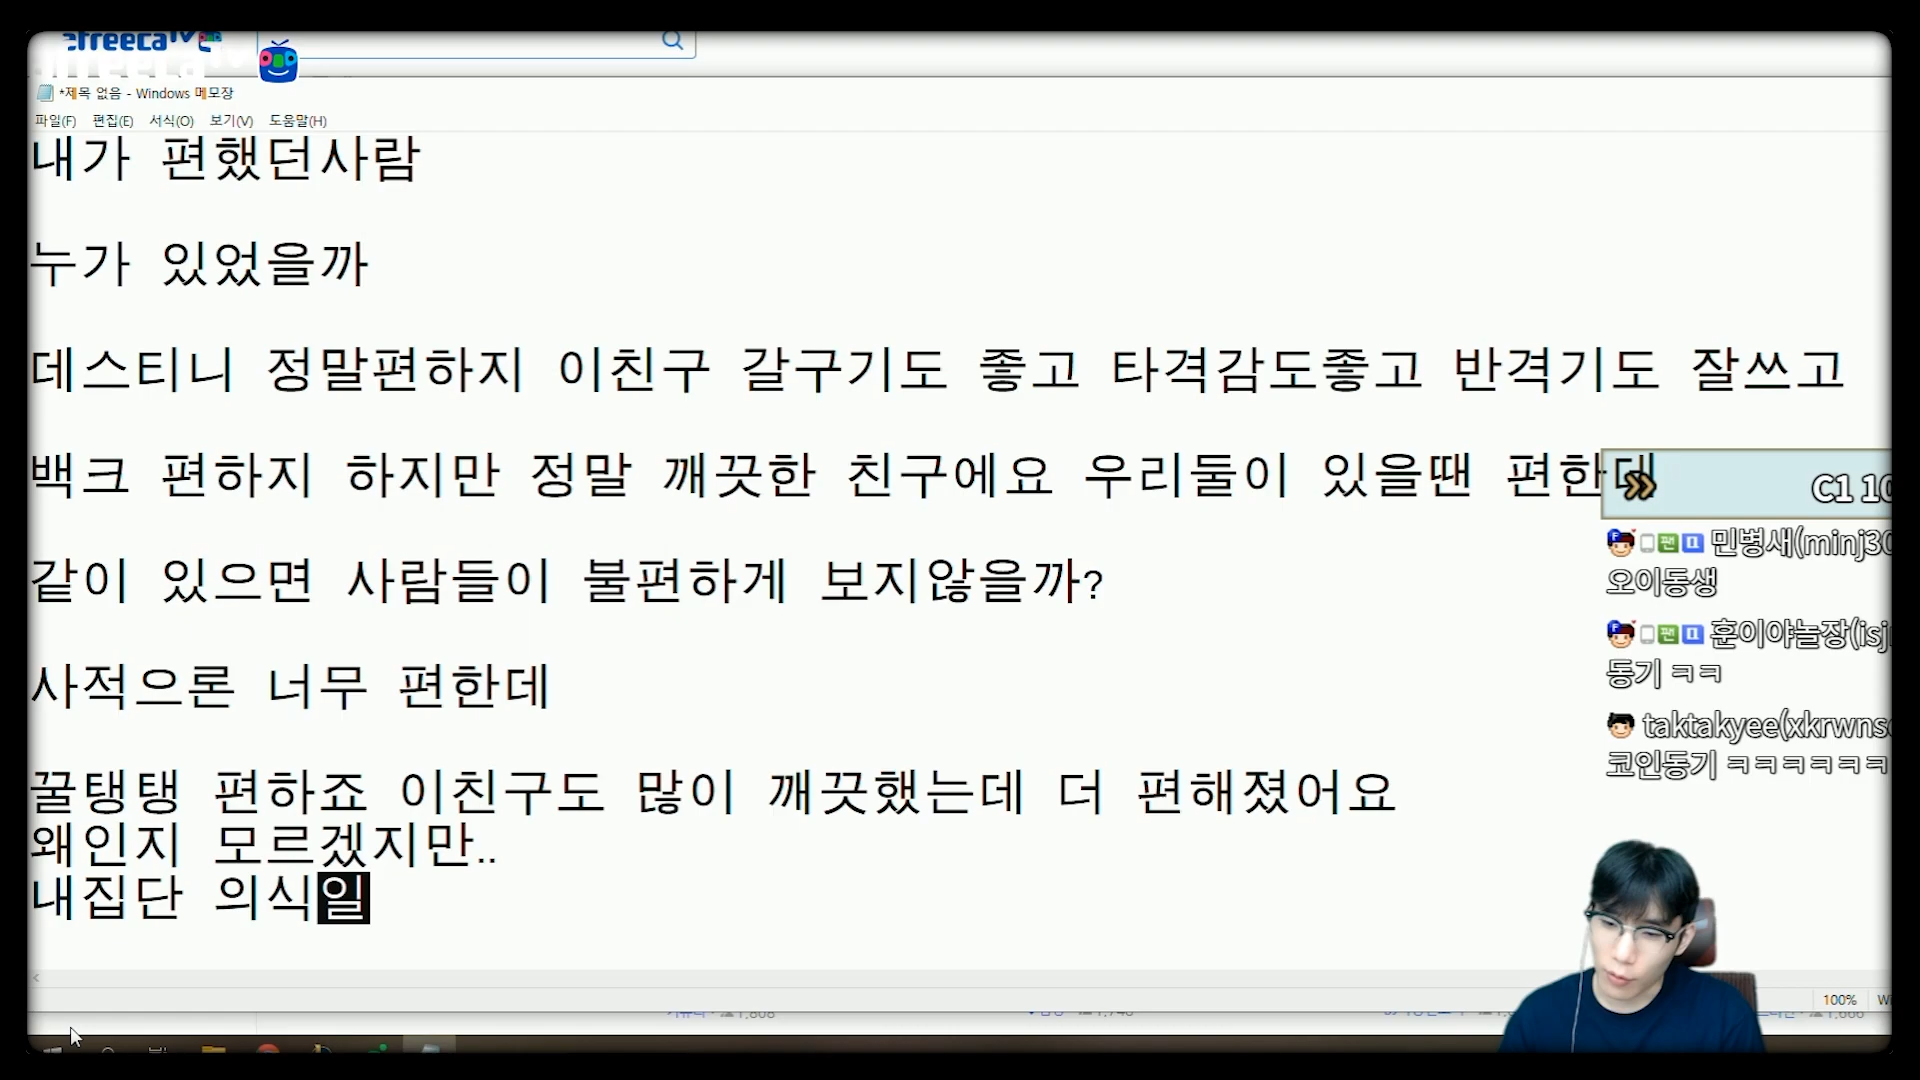 afreecaTV
*제목 없음 - Windows 메모장
파일(F) 편집(E) 서식(O) 보기(V) 도움말(H)
내가 편했던사람
누가 있었을까
데스티니 정말편하지 이친구 갈구기도 좋고 타격감도좋고 반격기도 잘쓰고
백크 편하지 하지만 정말 깨끗한 친구에요 우리둘이 있을땐 편한데
같이 있으면 사람들이 불편하게 보지않을까?
사적으론 너무 편한데
꿀탱탱 편하죠 이친구도 많이 깨끗했는데 더 편해졌어요
왜인지 모르겠지만..
내집단 의식일
C1 10
민병새(minj30
오이동생
훈이야놀장(isj
동기 ㅋㅋ
taktakyee(xkrwns
코인동기 ㅋㅋㅋㅋㅋㅋ
100%